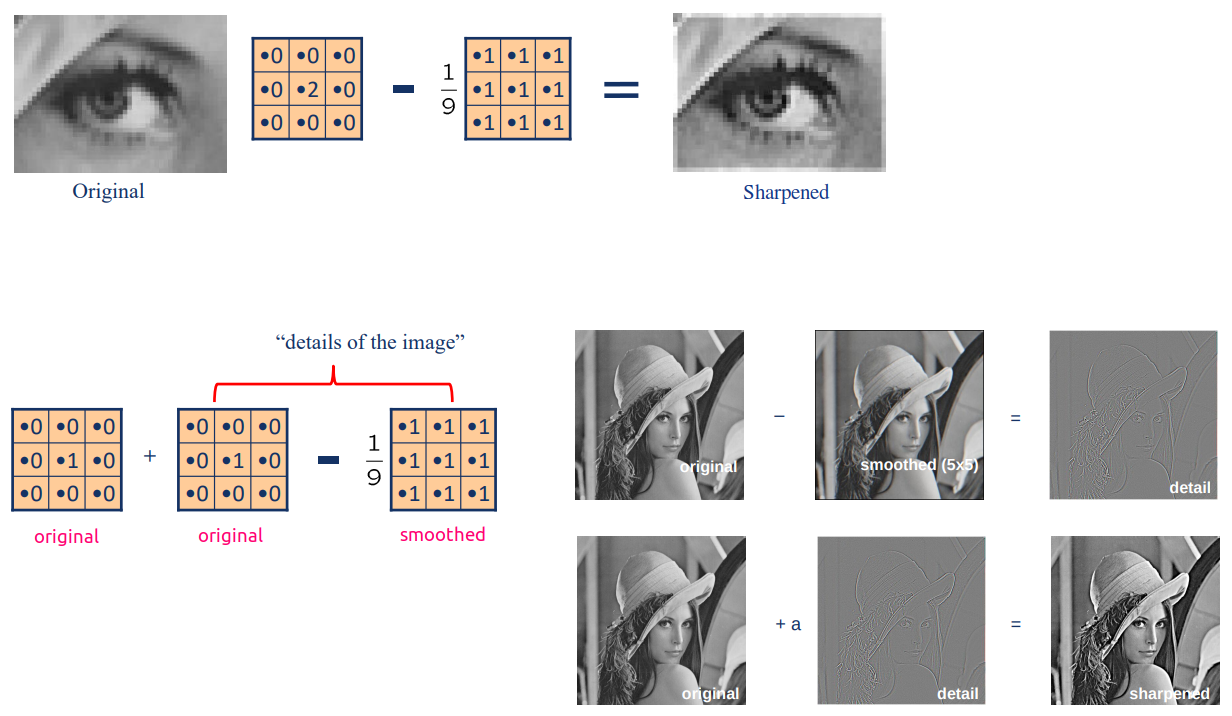 •0 •0 •0
•0 •2 •0
•0 •0 •0
1
9
•1 •1 •1
•1 •1 •1
•1 •1 •1
=
Original
Sharpened
“details of the image”
•0 •0 •0
•0 •1 •0
•0 •0 •0
+
•0 •0 •0
•0 •1 •0
•0 •0 •0
1
9
•1 •1 •1
•1 •1 •1
•1 •1 •1
original
original
smoothed
original
–
smoothed (5x5)
=
detail
original
+ a
detail
=
sharpened